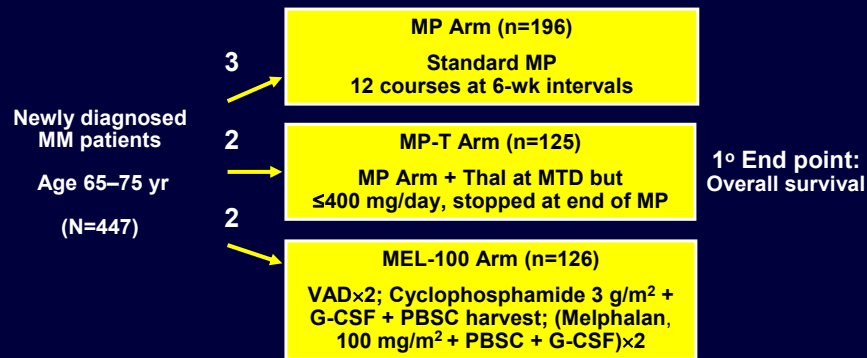 MP Arm (n=196)
Standard MP
12 courses at 6-wk intervals
3
Newly diagnosed
MM patients
Age 65–75 yr
(N=447)
2
MP-T Arm (n=125)
MP Arm + Thal at MTD but
≤400 mg/day, stopped at end of MP
1º End point:
Overall survival
2
MEL-100 Arm (n=126)
VAD×2; Cyclophosphamide 3 g/m² +
G-CSF + PBSC harvest; (Melphalan,
100 mg/m² + PBSC + G-CSF)×2